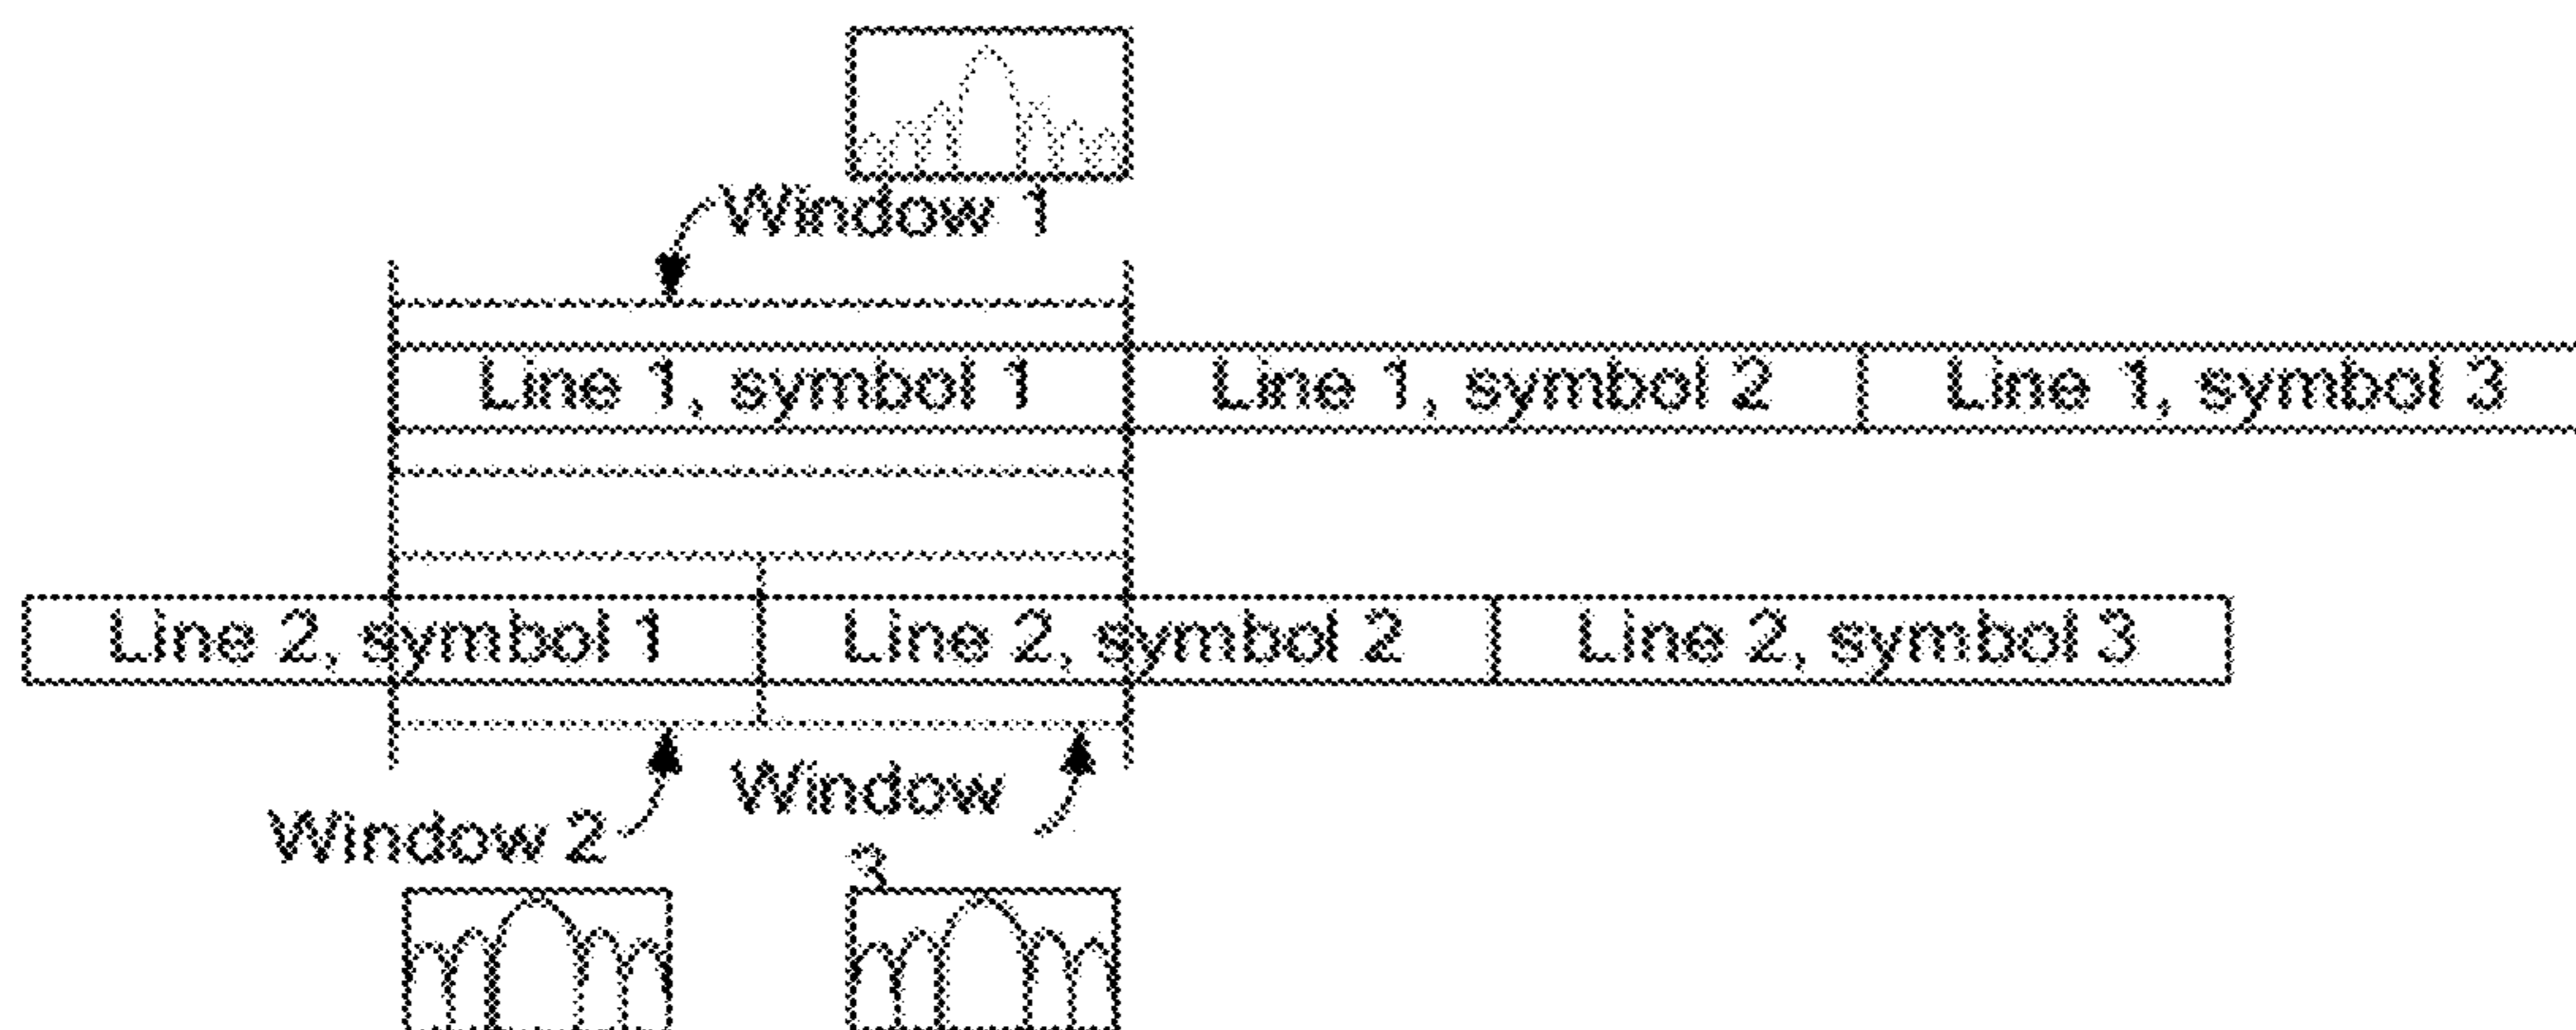 Window 1
Line 1, symbol 1
Line 1, symbol 2
Line 1, symbol 3
Line 2, symbol 1
Line 2, symbol 2
Line 2, symbol 3
Window 2
Window
3